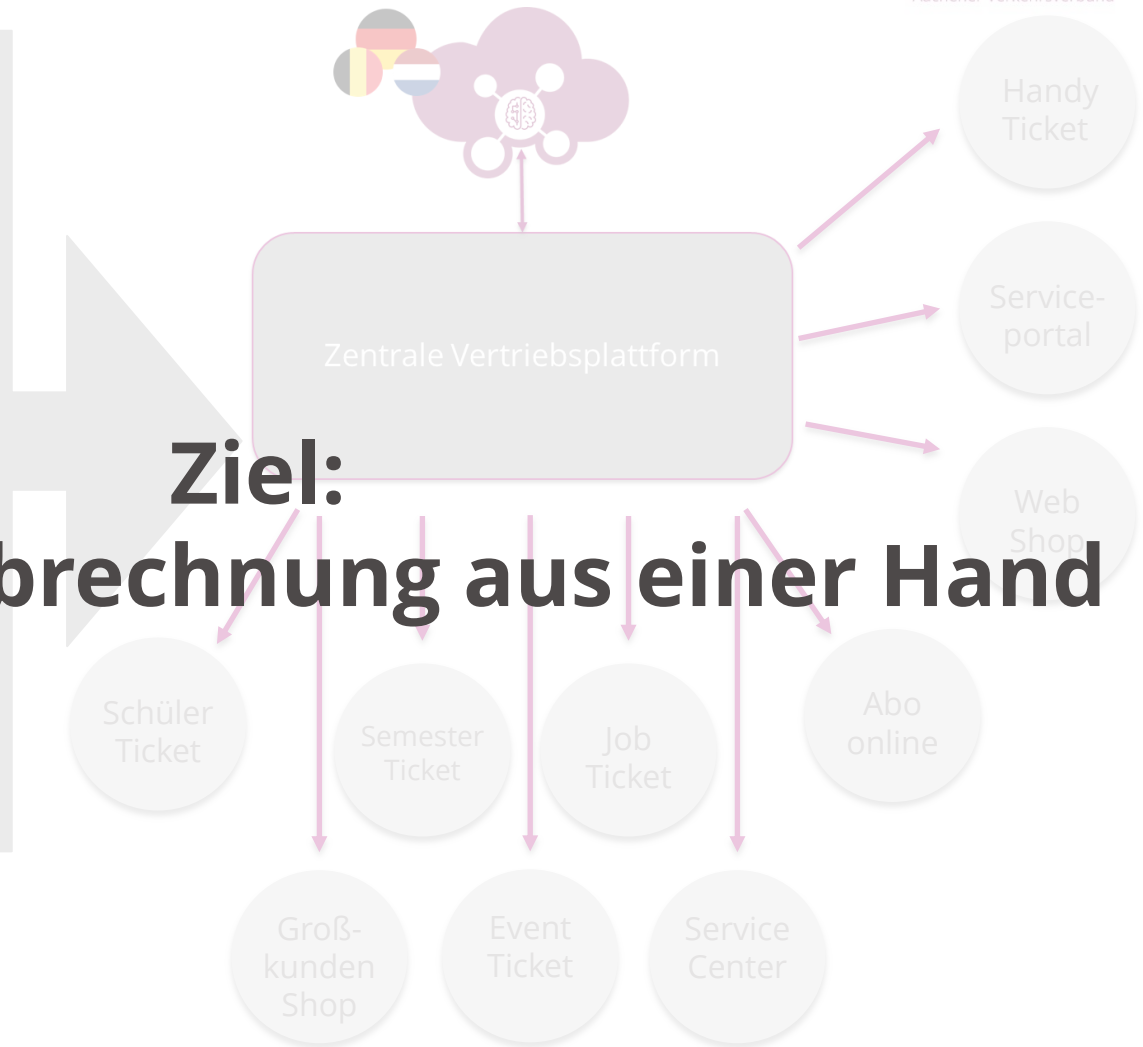 Handy
Ticket
Service-
portal
Zentrale Vertriebsplattform
Ziel:
brechnung aus einer Hand
Web
Shop
Schüler
Ticket
Semester
Ticket
Job
Ticket
Abo
online
Groß-
kunden
Shop
Event
Ticket
Service
Center